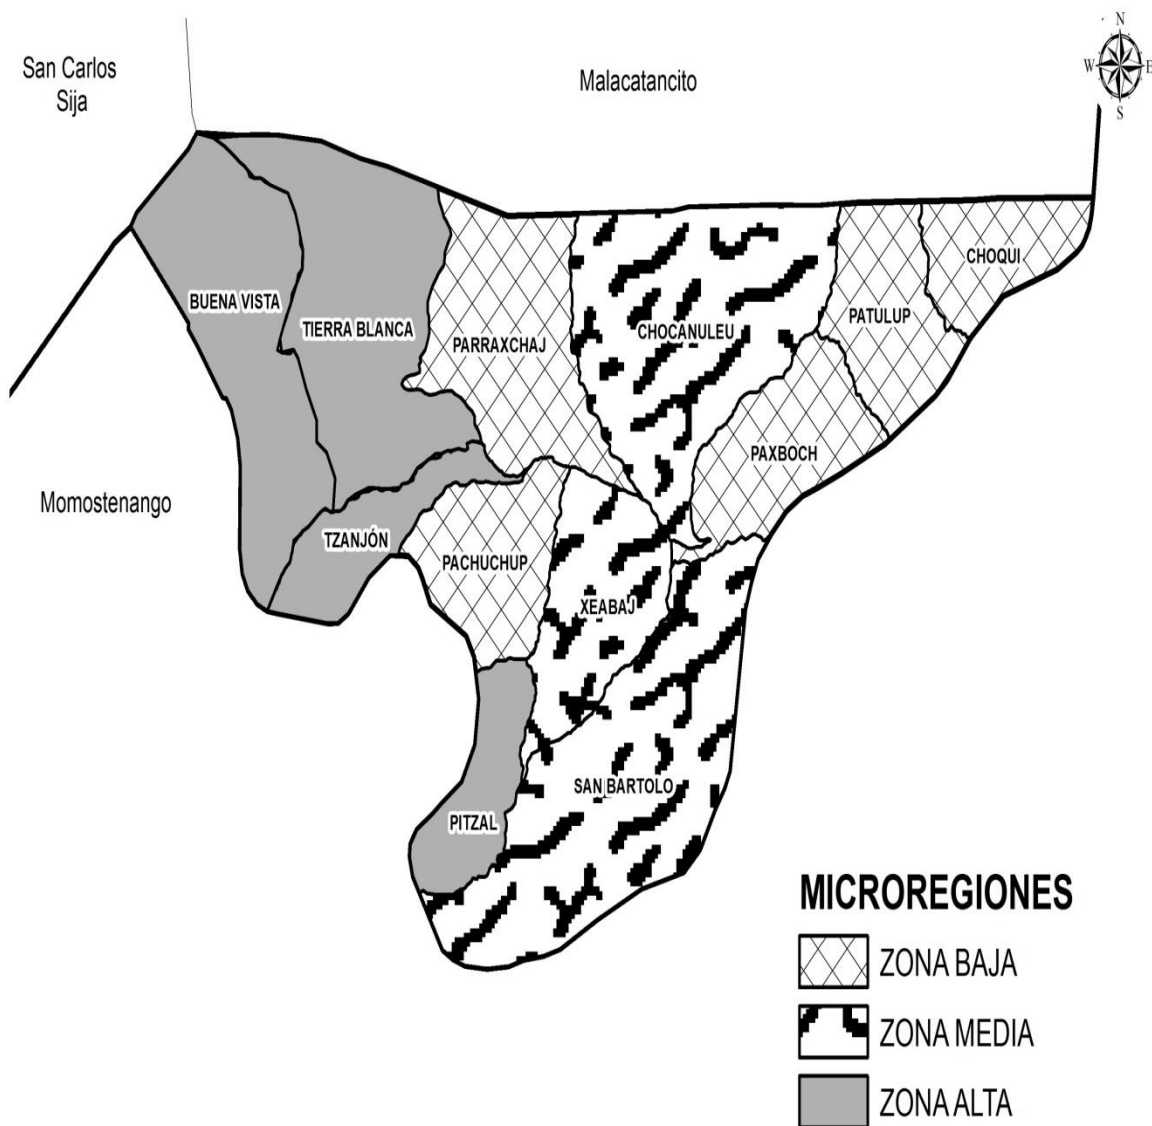 N
San Carlos
Sija
Malacatancito
W
E
S
CHOQUI
BUENA VISTA
PATULUP
TIERRA BLANCA
CHOCANULEU
PARRAXCHAJ
PAXBOCH
Momostenango
TZANJÓN
PACHUCHUP
XEABAJ
SAN BARTOLO
PITZAL
MICROREGIONES
ZONA BAJA
ZONA MEDIA
ZONA ALTA